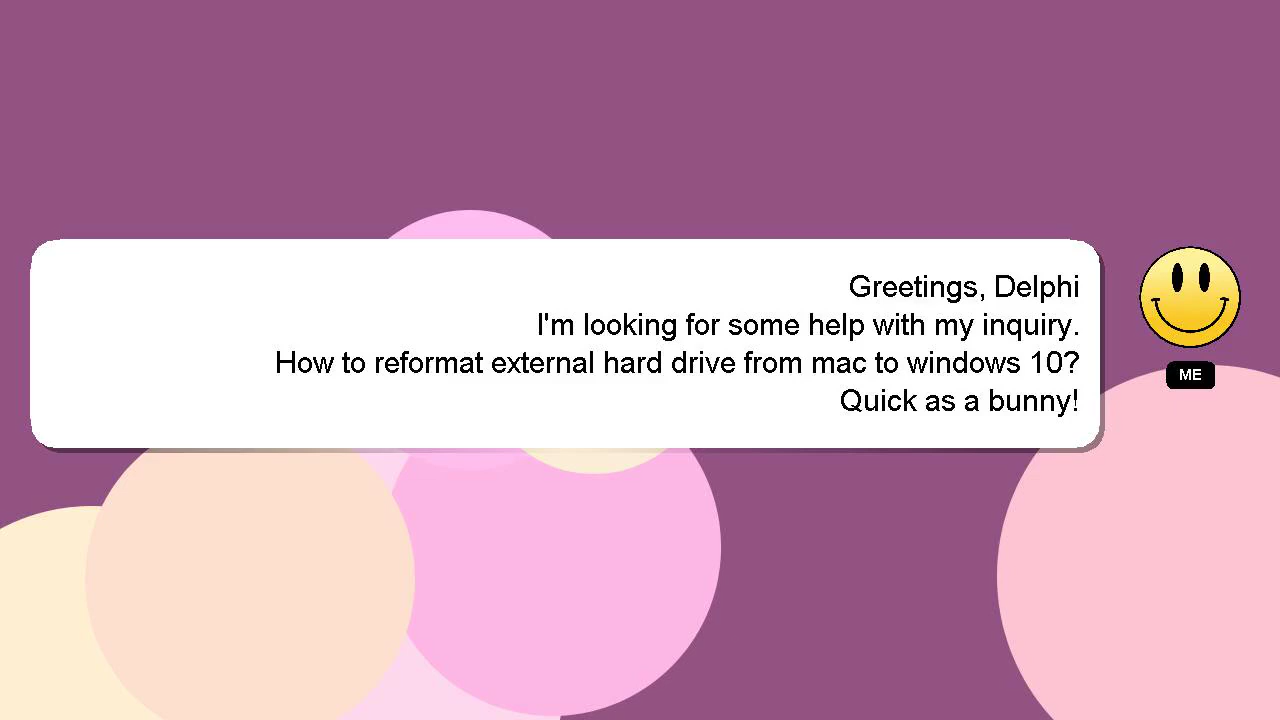 Greetings, Delphi
I'm looking for some help with my inquiry.
How to reformat external hard drive from mac to windows 10?
Quick as a bunny!
ME